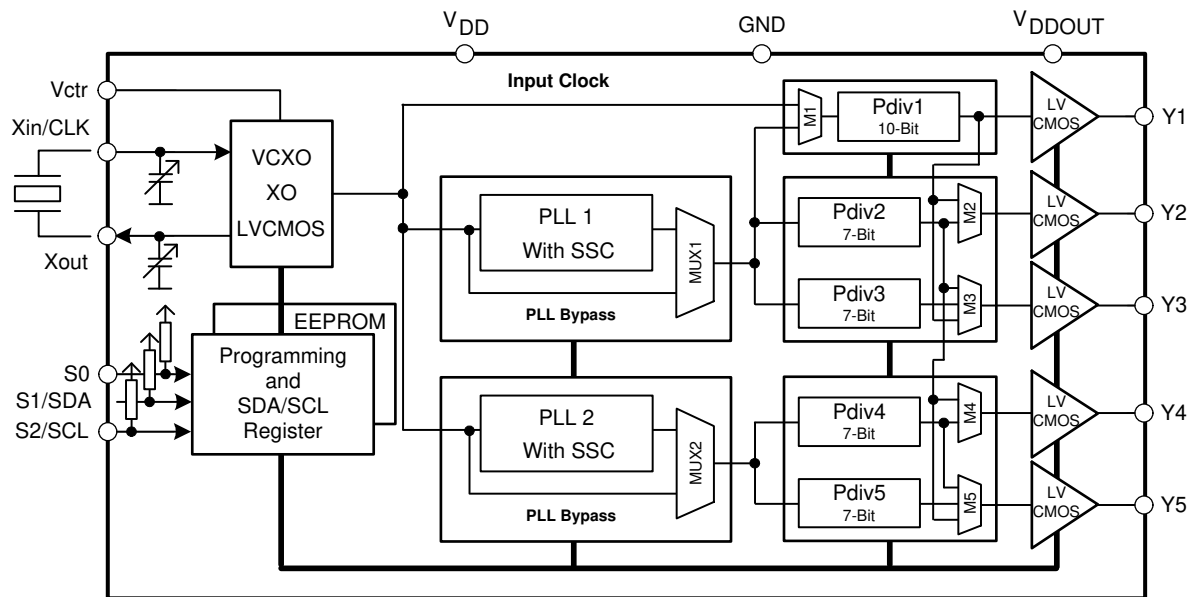 VDD
GND
VDDOUT
Input Clock
Vctr
Xin/CLK
VCXO
XO
LVCMOS
Xout
M1
Pdiv1
10-Bit
LV
CMOS
Y1
PLL 1
With SSC
MUX1
PLL Bypass
Pdiv2
7-Bit
M2
LV
CMOS
Y2
Pdiv3
7-Bit
M3
LV
CMOS
Y3
EEPROM
Programming
and
SDA/SCL
Register
S0
S1/SDA
S2/SCL
PLL 2
With SSC
MUX2
PLL Bypass
Pdiv4
7-Bit
M4
LV
CMOS
Y4
Pdiv5
7-Bit
M5
LV
CMOS
Y5